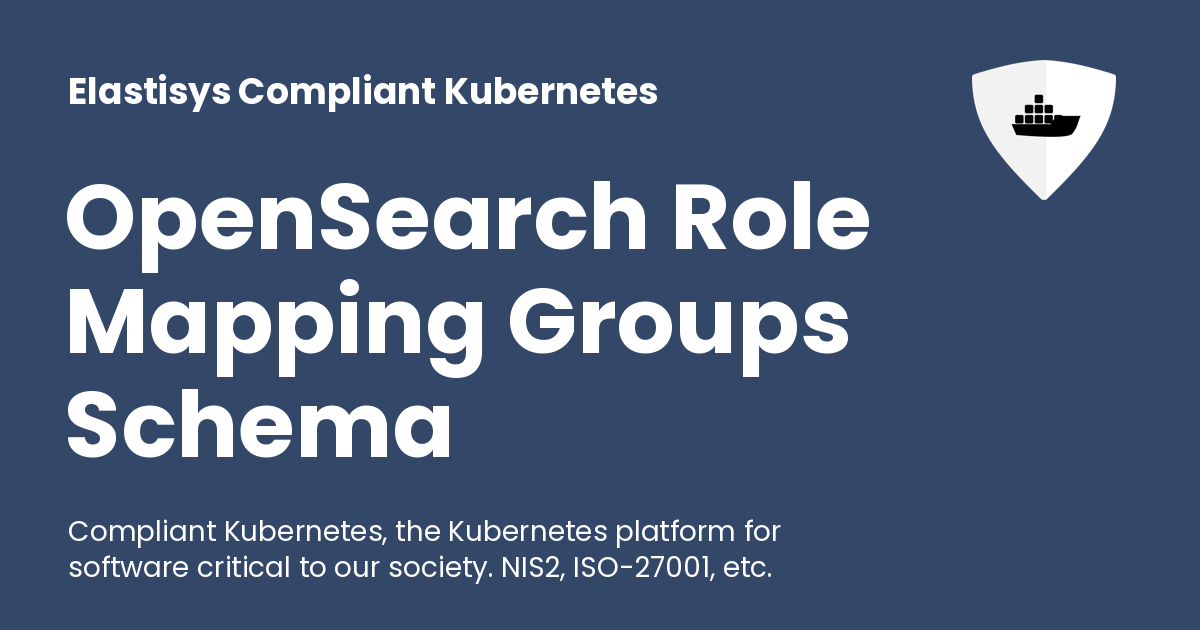 Elastisys Compliant Kubernetes
OpenSearch Role
Mapping Groups
Schema
Compliant Kubernetes, the Kubernetes platform for
software critical to our society. NIS2, ISO-27001, etc.